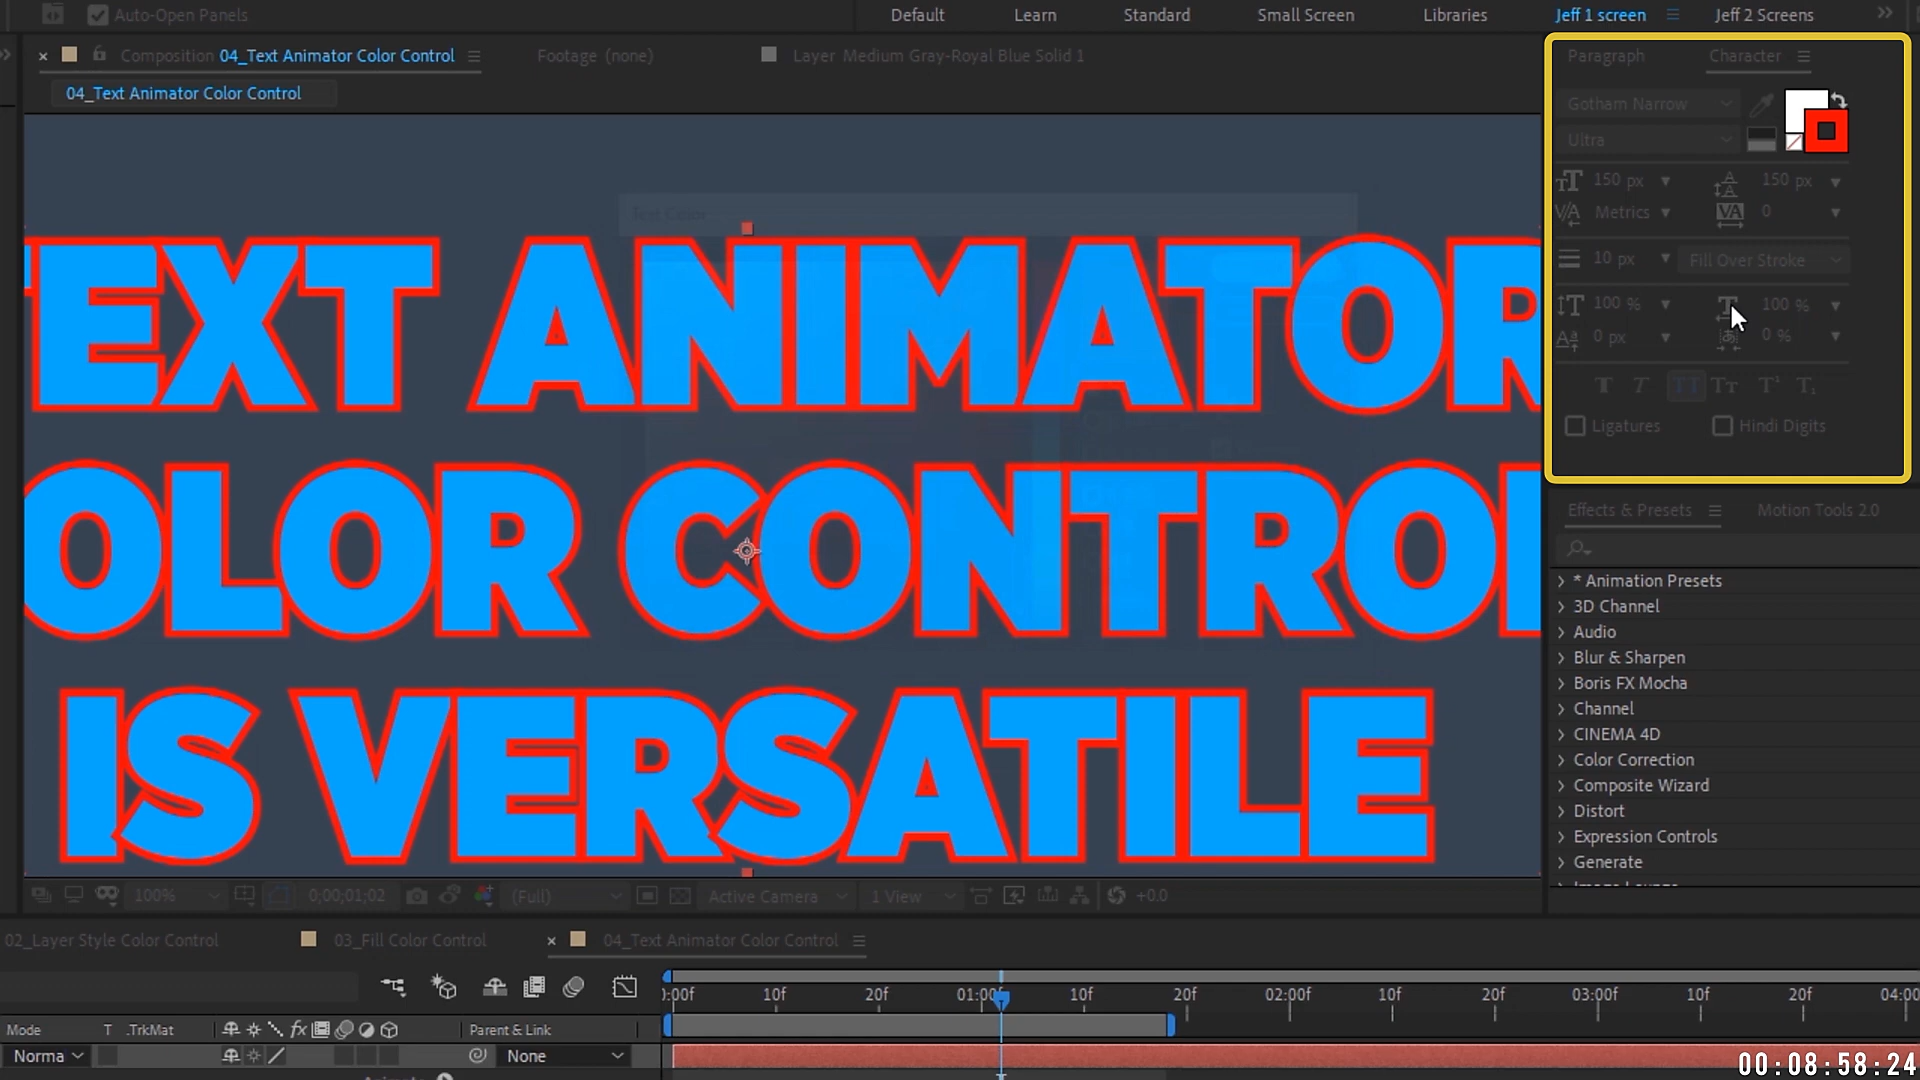 Auto-Open Panels
Default
Learn
Standard
Small Screen
Libraries
Jeff 1 screen
Jeff 2 Screens
Composition 04_Text Animator Color Control
Footage (none)
Layer Medium Gray-Royal Blue Solid 1
04_Text Animator Color Control
Paragraph
Character
Gotham Narrow
Ultra
150 px
150 px
Metrics
0
10 px
Fill Over Stroke
100 %
100 %
0 px
0 %
Ligatures
Hindi Digits
Text Color
EXT ANIMATOR
OLOR CONTROL
IS VERSATILE
Effects & Presets
Motion Tools 2.0
* Animation Presets
3D Channel
Audio
Blur & Sharpen
Boris FX Mocha
Channel
CINEMA 4D
Color Correction
Composite Wizard
Distort
Expression Controls
Generate
100%
0;00;01;02
(Full)
Active Camera
1 View
+0.0
02_Layer Style Color Control
03_Fill Color Control
04_Text Animator Color Control
):00f
10f
20f
01:00f
10f
20f
02:00f
10f
20f
03:00f
10f
20f
04:00
Mode
T .TrkMat
Parent & Link
Norma
None
00:08:58:24